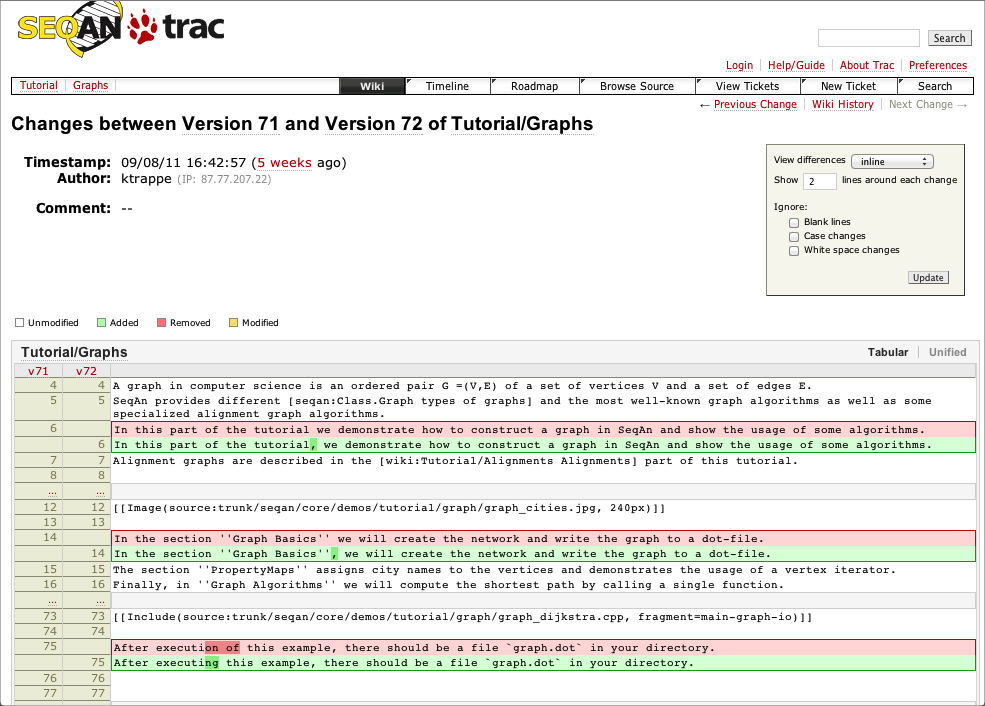 SEQAN trac
Search
Login Help/Guide About Trac Preferences
Tutorial Graphs Wiki Timeline Roadmap Browse Source View Tickets New Ticket Search
← Previous Change Wiki History Next Change →
Changes between Version 71 and Version 72 of Tutorial/Graphs
Timestamp: 09/08/11 16:42:57 (5 weeks ago)
Author: ktrappe (IP: 87.77.207.22)
Comment: --
View differences inline
Show 2 lines around each change
Ignore:
Blank lines
Case changes
White space changes
Update
Unmodified Added Removed Modified
Tutorial/Graphs Tabular Unified
v71 v72
4 4 A graph in computer science is an ordered pair G =(V,E) of a set of vertices V and a set of edges E.
5 5 SeqAn provides different [seqan:Class.Graph types of graphs] and the most well-known graph algorithms as well as some
specialized alignment graph algorithms.
6 In this part of the tutorial we demonstrate how to construct a graph in SeqAn and show the usage of some algorithms.
6 In this part of the tutorial, we demonstrate how to construct a graph in SeqAn and show the usage of some algorithms.
7 7 Alignment graphs are described in the [wiki:Tutorial/Alignments Alignments] part of this tutorial.
8 8
… …
12 12 [[Image(source:trunk/seqan/core/demos/tutorial/graph/graph_cities.jpg, 240px)]]
13 13
14 In the section ''Graph Basics'' we will create the network and write the graph to a dot-file.
14 In the section ''Graph Basics'', we will create the network and write the graph to a dot-file.
15 15 The section ''PropertyMaps'' assigns city names to the vertices and demonstrates the usage of a vertex iterator.
16 16 Finally, in ''Graph Algorithms'' we will compute the shortest path by calling a single function.
… …
73 73 [[Include(source:trunk/seqan/core/demos/tutorial/graph/graph_dijkstra.cpp, fragment=main-graph-io)]]
74 74
75 After execution of this example, there should be a file `graph.dot` in your directory.
75 After executing this example, there should be a file `graph.dot` in your directory.
76 76
77 77